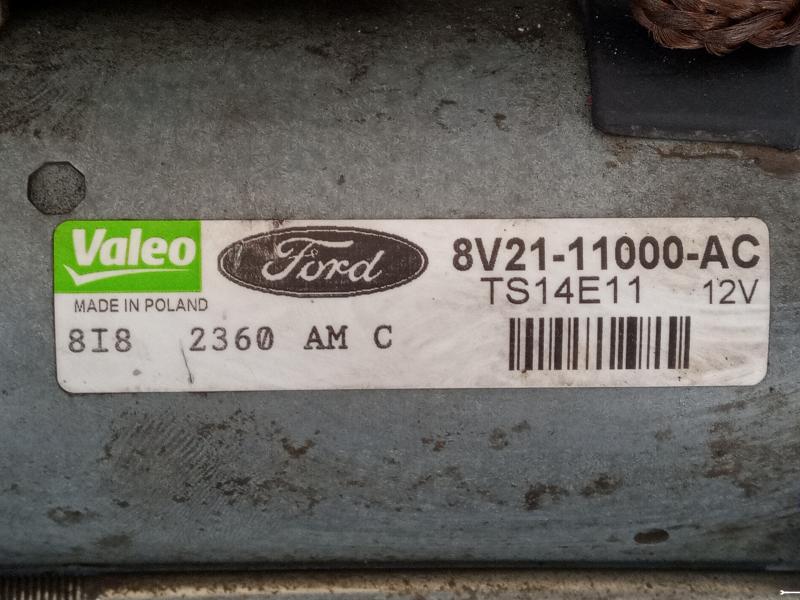 Valeo
Ford
8V21-11000-AC
TS14E11 12V
MADE IN POLAND
8I8 2360 AM C